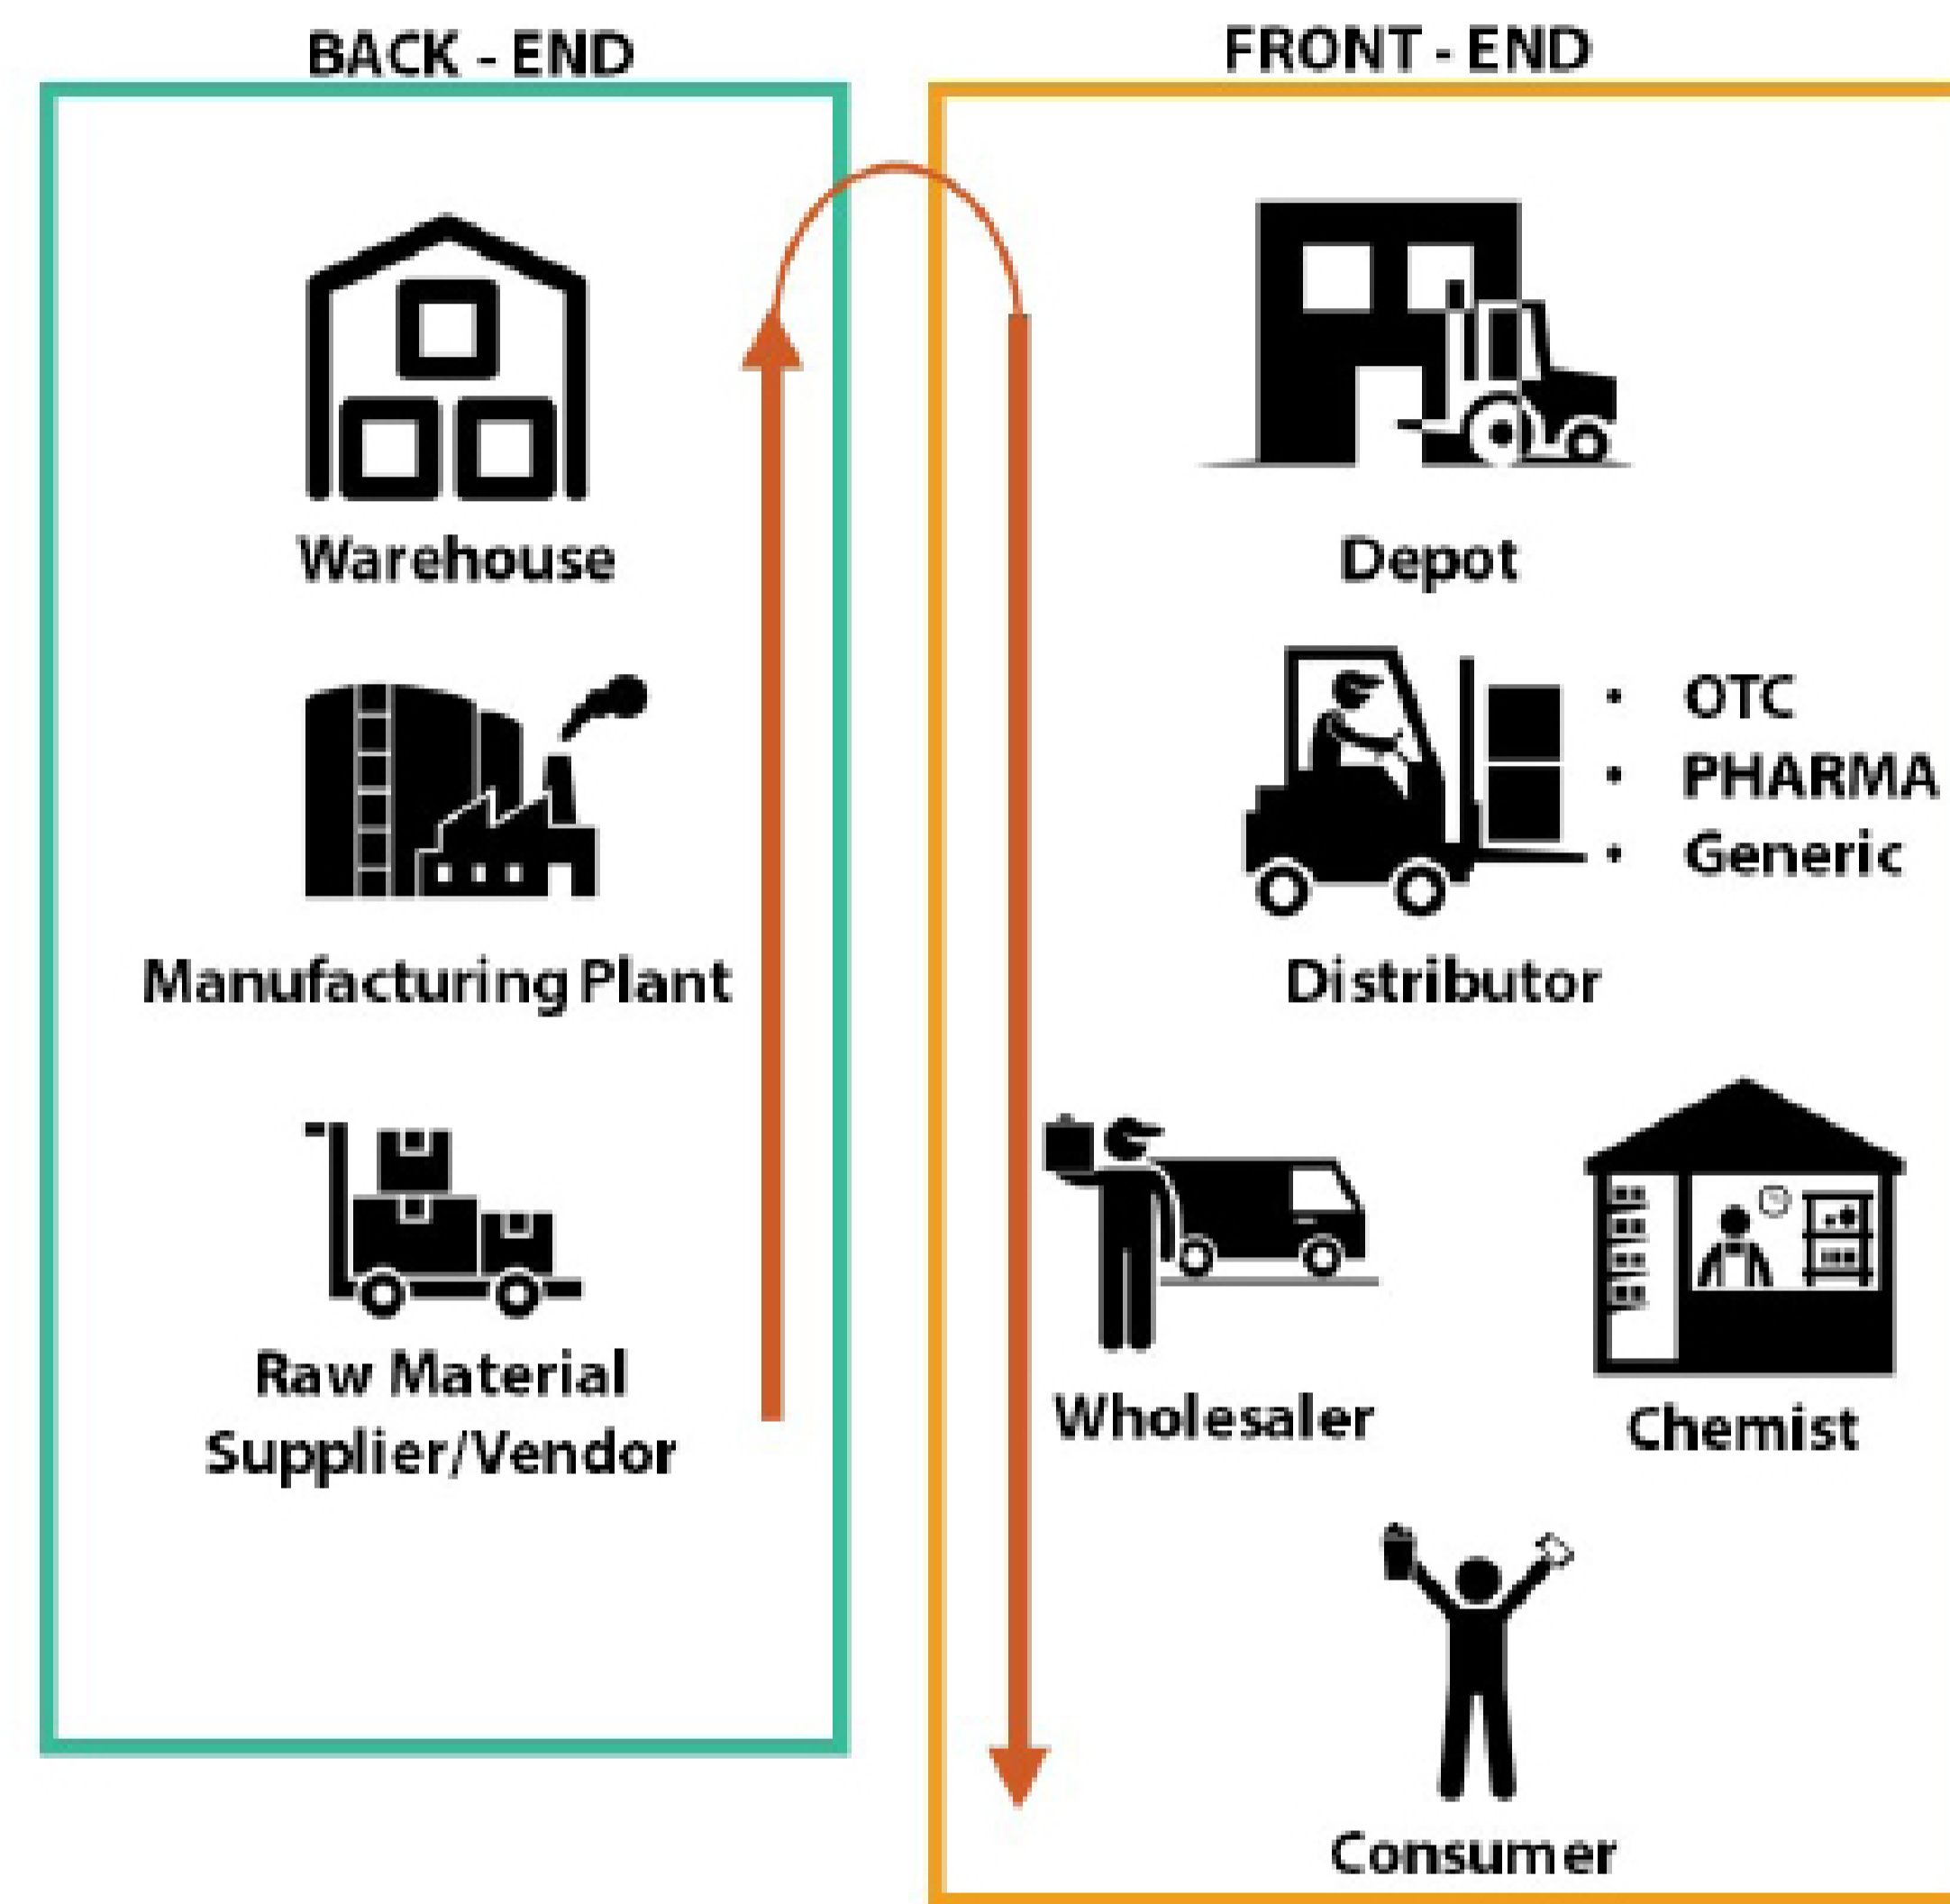 BACK - END
Warehouse
Manufacturing Plant
Raw Material
Supplier/Vendor
FRONT - END
Depot
• OTC
• PHARMA
• Generic
Distributor
Wholesaler
Chemist
Consumer